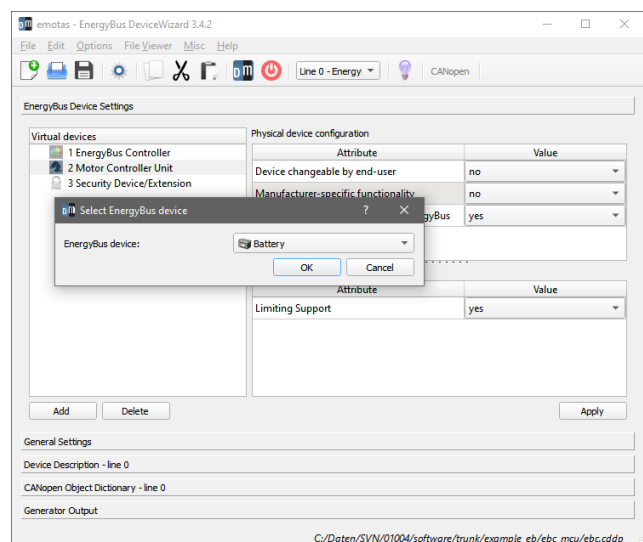 emotas - EnergyBus DeviceWizard 3.4.2
File Edit Options File Viewer Misc Help
Line 0 - Energy
CANopen
EnergyBus Device Settings
Virtual devices
1 EnergyBus Controller
2 Motor Controller Unit
3 Security Device/Extension
Physical device configuration
Attribute Value
Device changeable by end-user no
Manufacturer-specific functionality no
gyBus yes
Select EnergyBus device
EnergyBus device: Battery
OK Cancel
Attribute Value
Limiting Support yes
Add Delete Apply
General Settings
Device Description - line 0
CANopen Object Dictionary - line 0
Generator Output
C:/Daten/SVN/01004/software/trunk/example_eb/ebc_mcu/ebc.cddp